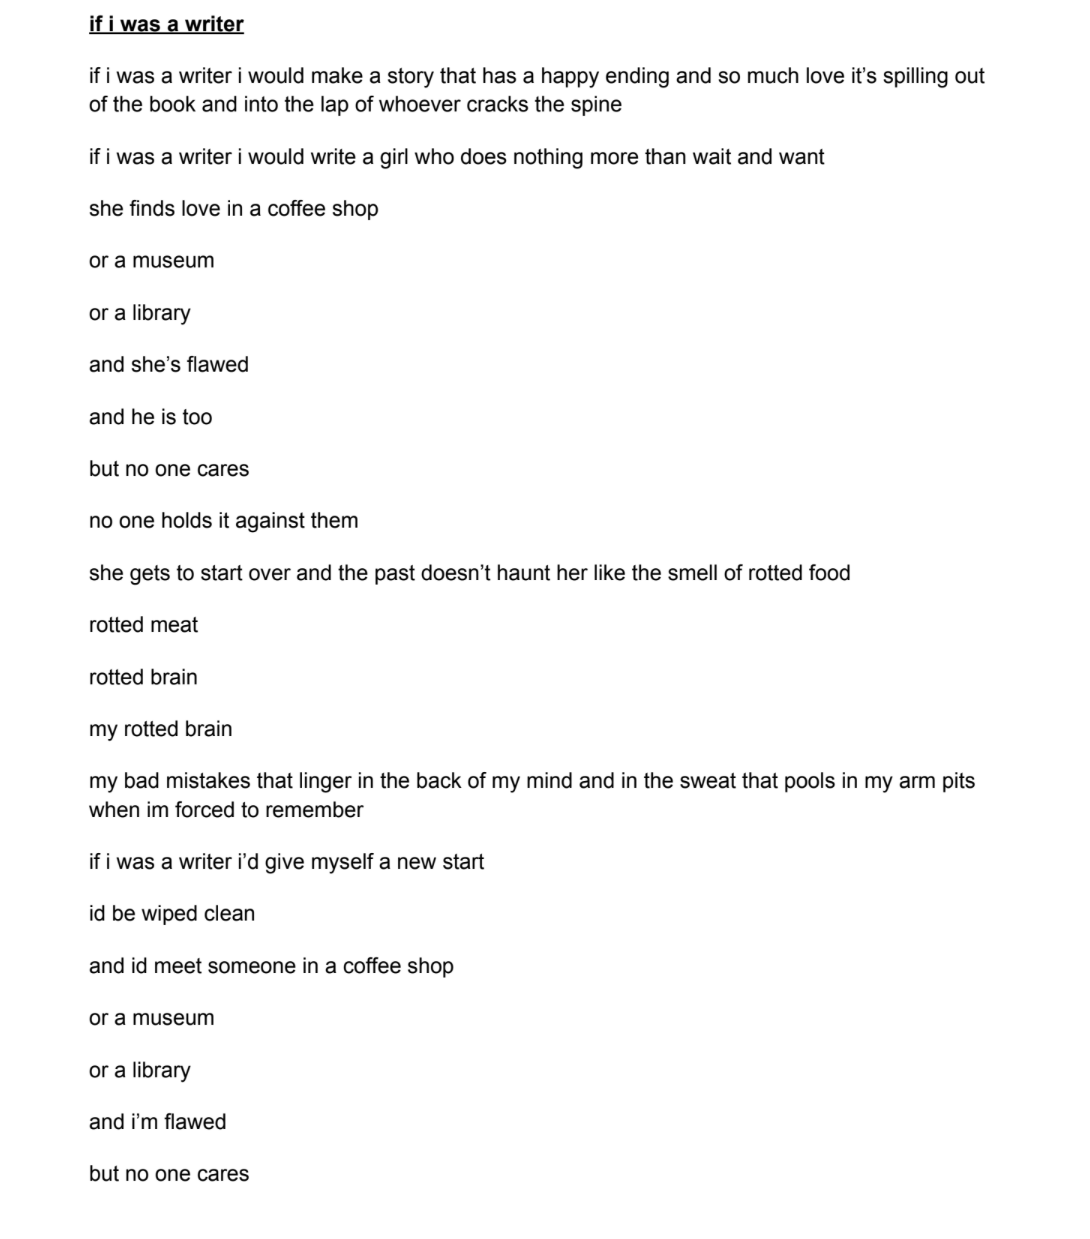 if i was a writer
if i was a writer i would make a story that has a happy ending and so much love it’s spilling out
of the book and into the lap of whoever cracks the spine
if i was a writer i would write a girl who does nothing more than wait and want
she finds love in a coffee shop
or a museum
or a library
and she’s flawed
and he is too
but no one cares
no one holds it against them
she gets to start over and the past doesn’t haunt her like the smell of rotted food
rotted meat
rotted brain
my rotted brain
my bad mistakes that linger in the back of my mind and in the sweat that pools in my arm pits
when im forced to remember
if i was a writer i’d give myself a new start
id be wiped clean
and id meet someone in a coffee shop
or a museum
or a library
and i’m flawed
but no one cares